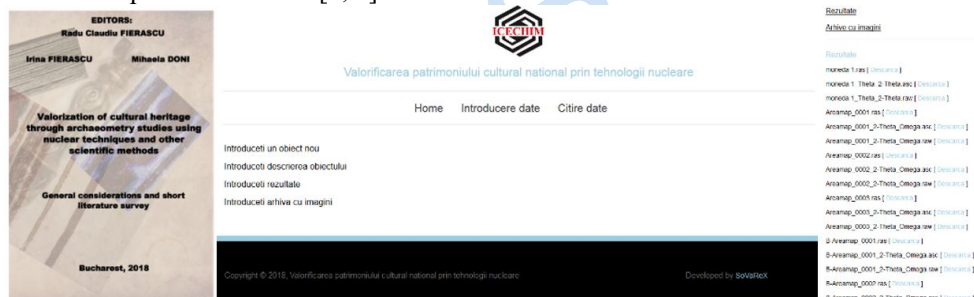 EDITORS:
Radu Claudiu FIERASCU
Irina FIERASCU Mihaela DONI
Valorization of cultural heritage
through archaeometry studies using
nuclear techniques and other
scientific methods
General considerations and short
literature survey
Bucharest, 2018
ICECHIM
Valorificarea patrimoniului cultural national prin tehnologii nucleare
Home Introducere date Citire date
Introduceti un obiect nou
Introduceti descrierea obiectului
Introduceti rezultate
Introduceti arhiva cu imagini
Copyright © 2018, Valorificarea patrimoniului cultural national prin tehnologii nucleare
Developed by SoVaReX
Rezultate
Arhive cu imagini
Rezultate
moneda 1.ras [ Descarca ]
moneda 1_Theta_2-Theta.asc [ Descarca ]
moneda 1_Theta_2-Theta.raw [ Descarca ]
Areamap_0001.ras [ Descarca ]
Areamap_0001_2-Theta_Omega.asc [ Descarca ]
Areamap_0001_2-Theta_Omega.raw [ Descarca ]
Areamap_0002.ras [ Descarca ]
Areamap_0002_2-Theta_Omega.asc [ Descarca ]
Areamap_0002_2-Theta_Omega.raw [ Descarca ]
Areamap_0003.ras [ Descarca ]
Areamap_0003_2-Theta_Omega.asc [ Descarca ]
Areamap_0003_2-Theta_Omega.raw [ Descarca ]
B-Areamap_0001.ras [ Descarca ]
B-Areamap_0001_2-Theta_Omega.asc [ Descarca ]
B-Areamap_0001_2-Theta_Omega.raw [ Descarca ]
B-Areamap_0002.ras [ Descarca ]